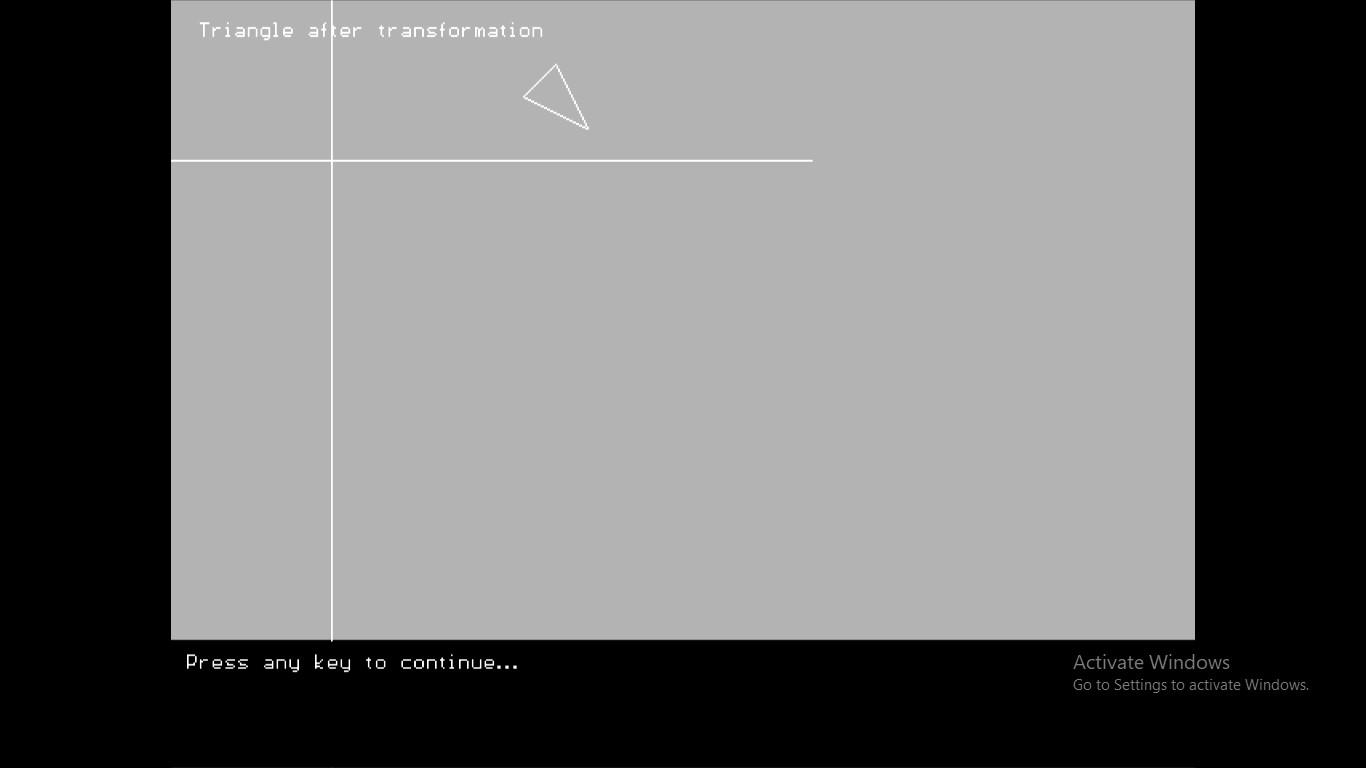 Triangle after transformation
Press any key to continue...
Activate Windows
Go to Settings to activate Windows.